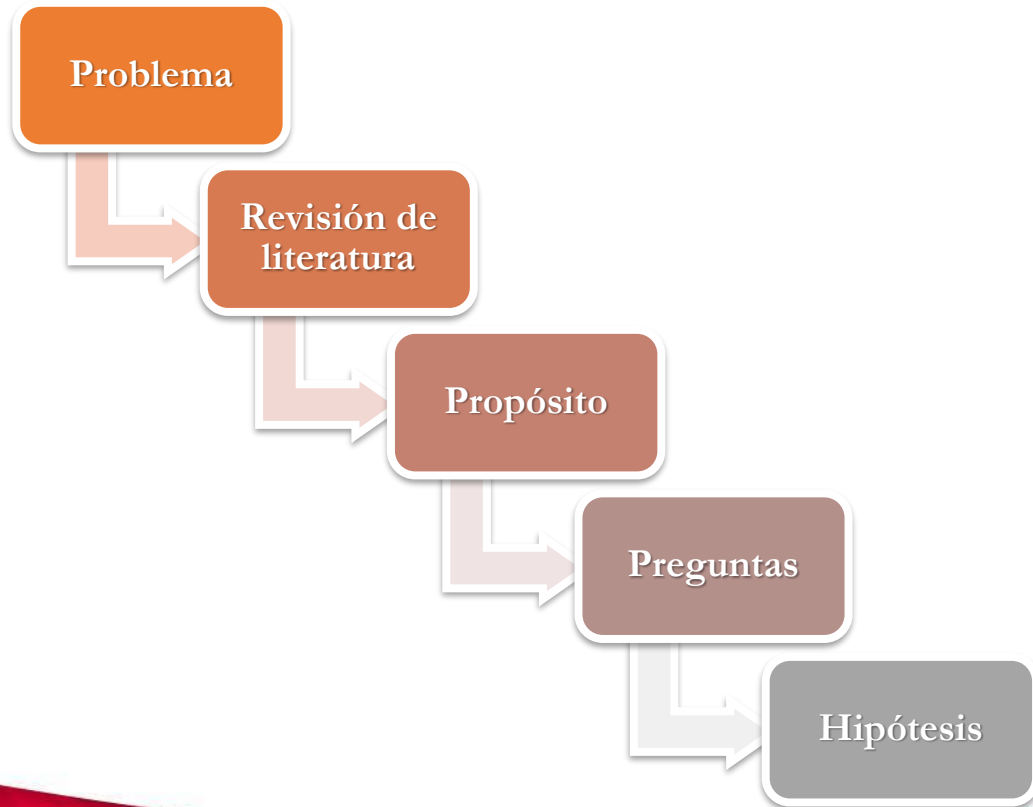 Problema
Revisión de
literatura
Propósito
Preguntas
Hipótesis